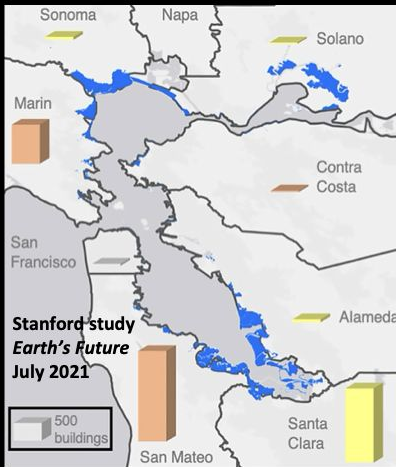 Sonoma
Napa
Solano
Marin
Contra
Costa
San
Francisco
Alameda
Stanford study
Earth's Future
July 2021
500
buildings
San Mateo
Santa
Clara